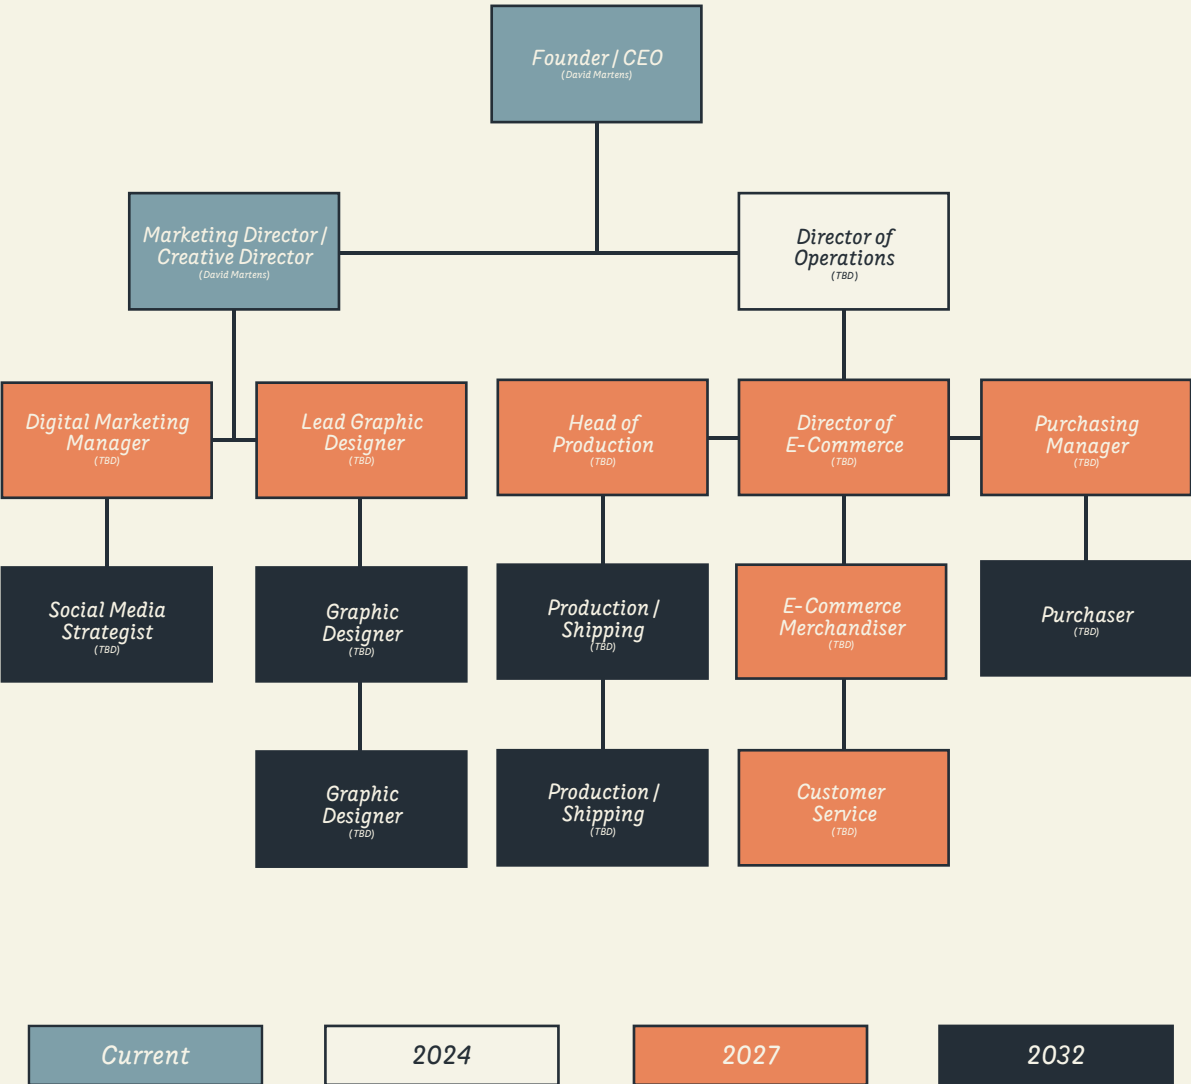 Founder / CEO
(David Martens)
Marketing Director /
Creative Director
(David Martens)
Director of
Operations
(TBD)
Digital Marketing
Manager
(TBD)
Lead Graphic
Designer
(TBD)
Head of
Production
(TBD)
Director of
E-Commerce
(TBD)
Purchasing
Manager
(TBD)
Social Media
Strategist
(TBD)
Graphic
Designer
(TBD)
Production /
Shipping
(TBD)
E-Commerce
Merchandiser
(TBD)
Purchaser
(TBD)
Graphic
Designer
(TBD)
Production /
Shipping
(TBD)
Customer
Service
(TBD)
Current
2024
2027
2032